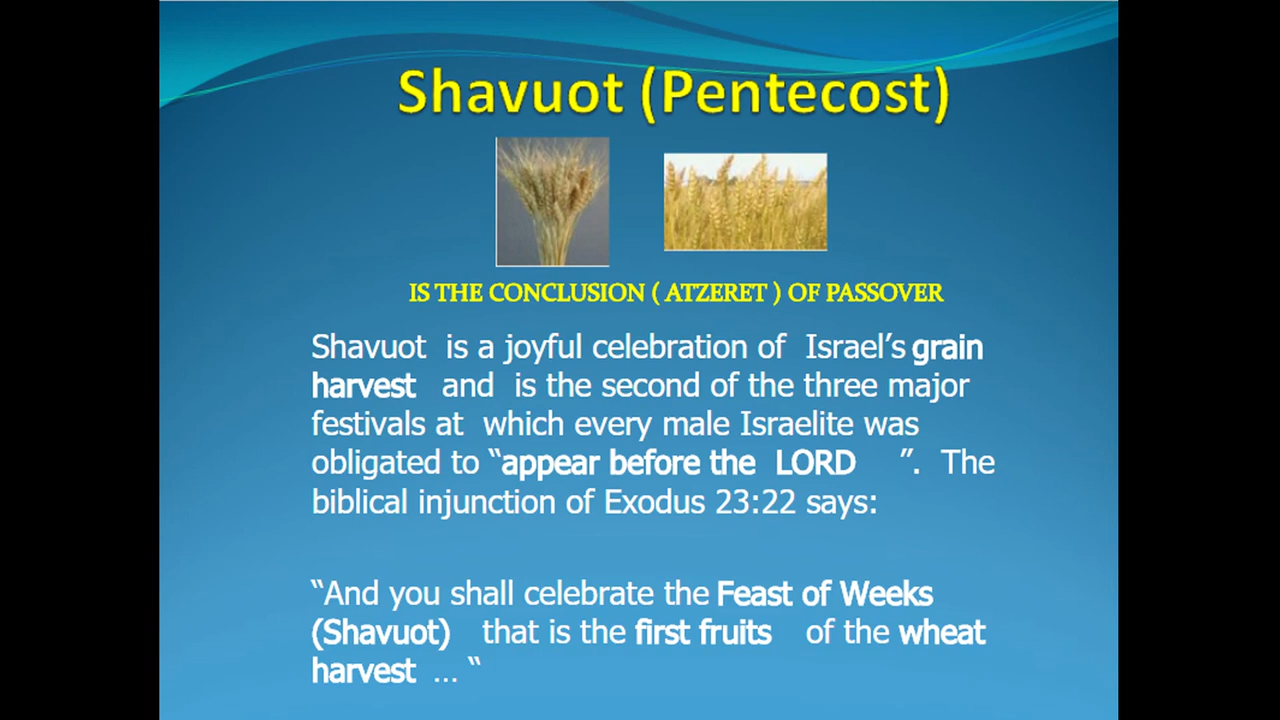 Shavuot (Pentecost)
IS THE CONCLUSION ( ATZERET ) OF PASSOVER
Shavuot is a joyful celebration of Israel’s grain
harvest and is the second of the three major
festivals at which every male Israelite was
obligated to “appear before the LORD ”. The
biblical injunction of Exodus 23:22 says:
“And you shall celebrate the Feast of Weeks
(Shavuot) that is the first fruits of the wheat
harvest … “